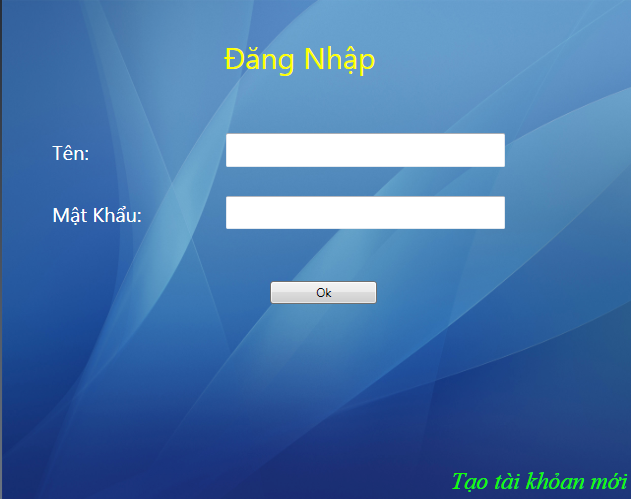 Đăng Nhập
Tên:
Mật Khẩu:
Ok
Tạo tài khỏan mới